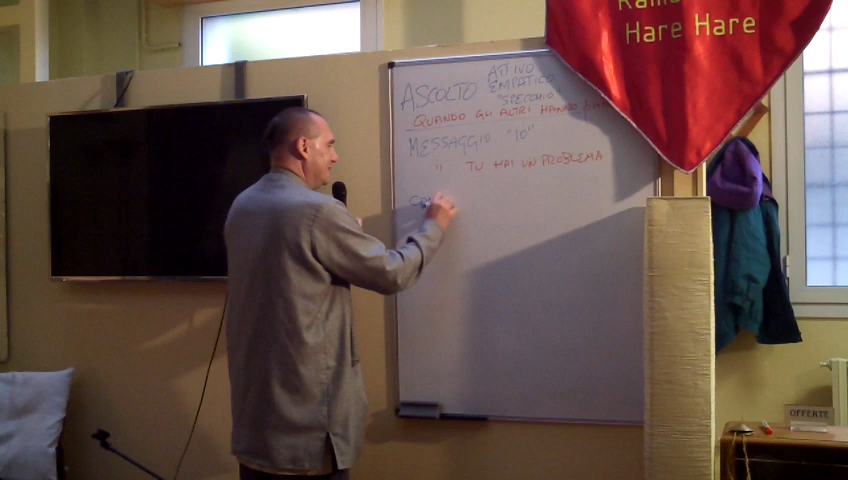 Hare Hare
ATTIVO
ASCOLTO EMPATICO
"SPECCHIO"
QUANDO GLI ALTRI HANNO
MESSAGGIO "IO"
" TU HAI UN PROBLEMA
OFFERTE